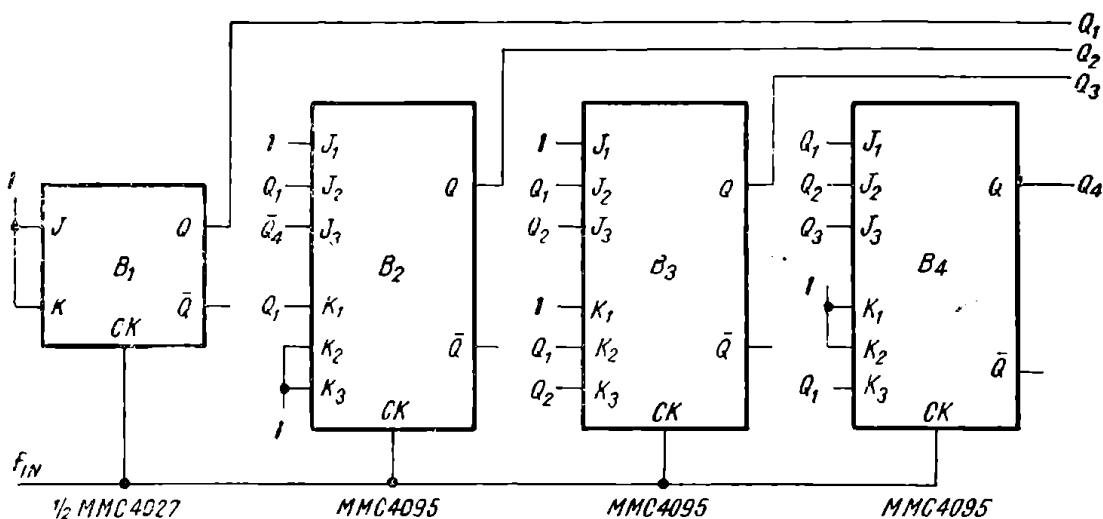 Q₁
Q₂
Q₃
1 J₁
Q₁ J₂ Q
Q̄₄ J₃
B₂
Q₁ K₁
K₂ Q̄
K₃
1
CK
1 J₁
Q₁ J₂ Q
Q₂ J₃
B₃
1 K₁
Q₁ K₂ Q̄
Q₂ K₃
CK
Q₁ J₁
Q₂ J₂ Q Q₄
Q₃ J₃
B₄
1
K₁
K₂ Q̄
Q₁ K₃
CK
1
J Q
B₁
K Q̄
CK
f_IN
1/2 MMC4027 MMC4095 MMC4095 MMC4095